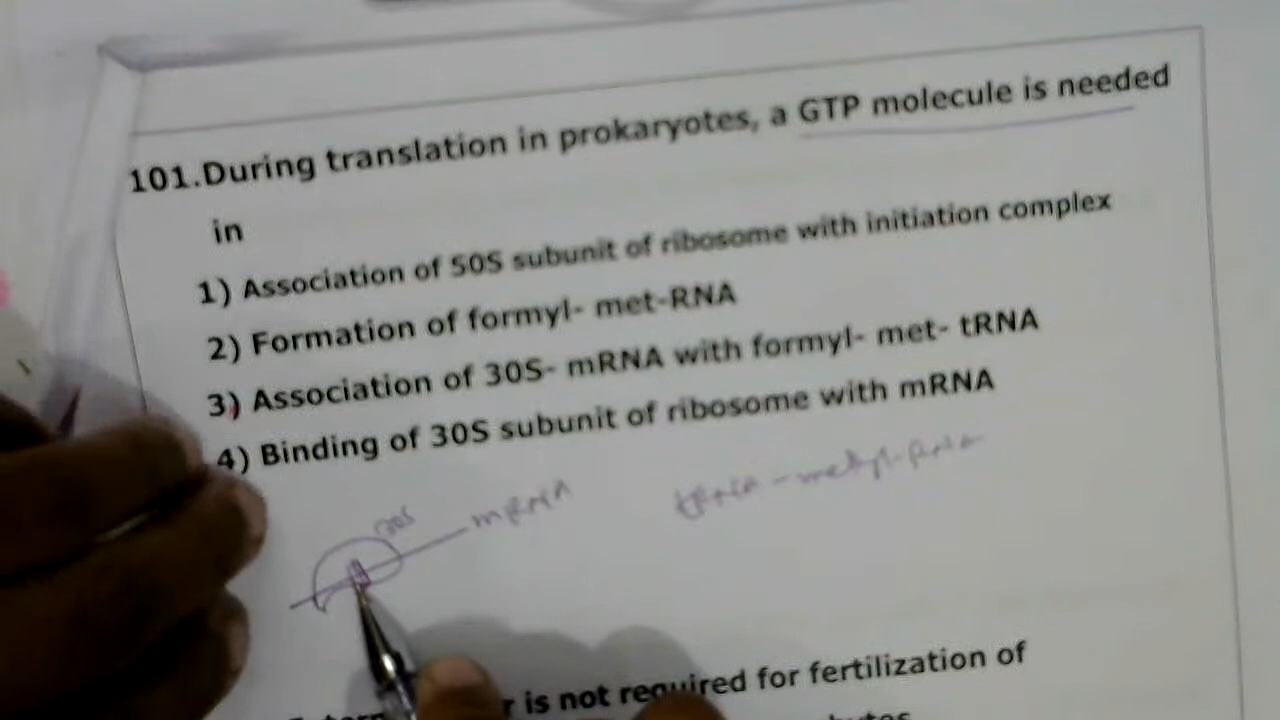 101.During translation in prokaryotes, a GTP molecule is needed
in
1) Association of 50S subunit of ribosome with initiation complex
2) Formation of formyl- met-RNA
3) Association of 30S- mRNA with formyl- met- tRNA
4) Binding of 30S subunit of ribosome with mRNA
30S
mRNA
is not required for fertilization of